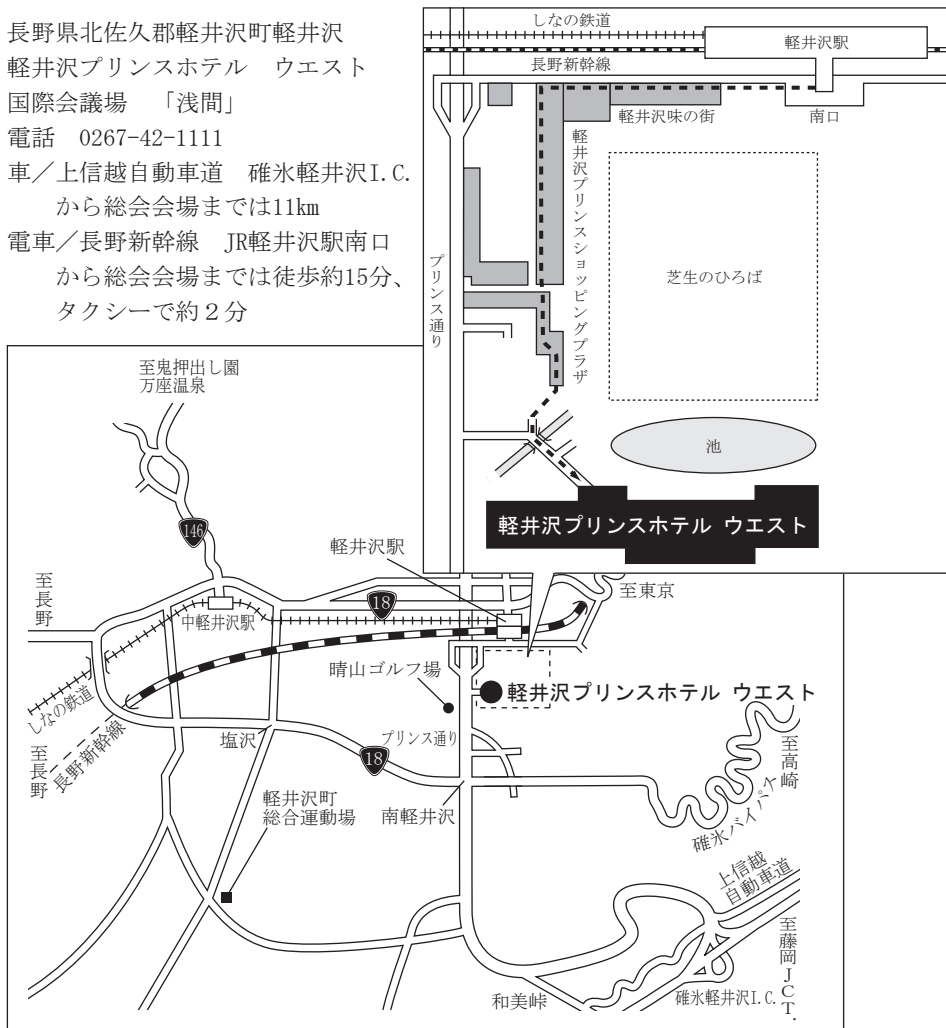 長野県北佐久郡軽井沢町軽井沢
軽井沢プリンスホテル　ウエスト
国際会議場　「浅間」
電話　0267-42-1111
車／上信越自動車道　碓氷軽井沢I.C.
から総会会場までは11km
電車／長野新幹線　JR軽井沢駅南口
から総会会場までは徒歩約15分、
タクシーで約２分
しなの鉄道
軽井沢駅
長野新幹線
軽井沢味の街
南口
軽井沢プリンスショッピングプラザ
プリンス通り
芝生のひろば
池
軽井沢プリンスホテル ウエスト
至鬼押出し園
万座温泉
146
軽井沢駅
至長野
中軽井沢駅
18
至東京
晴山ゴルフ場
軽井沢プリンスホテル ウエスト
しなの鉄道
長野新幹線
至長野
塩沢
プリンス通り
18
至高崎
碓氷バイパス
軽井沢町
総合運動場
南軽井沢
上信越
自動車道
至藤岡JCT.
和美峠
碓氷軽井沢I.C.